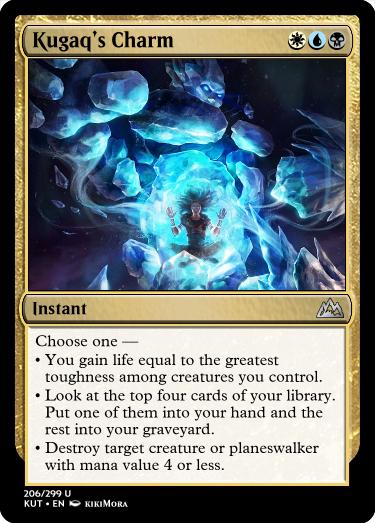 Kugaq's Charm
Instant
Choose one —
• You gain life equal to the greatest
toughness among creatures you control.
• Look at the top four cards of your library.
Put one of them into your hand and the
rest into your graveyard.
• Destroy target creature or planeswalker
with mana value 4 or less.
206/299 U
KUT • EN kikiMora